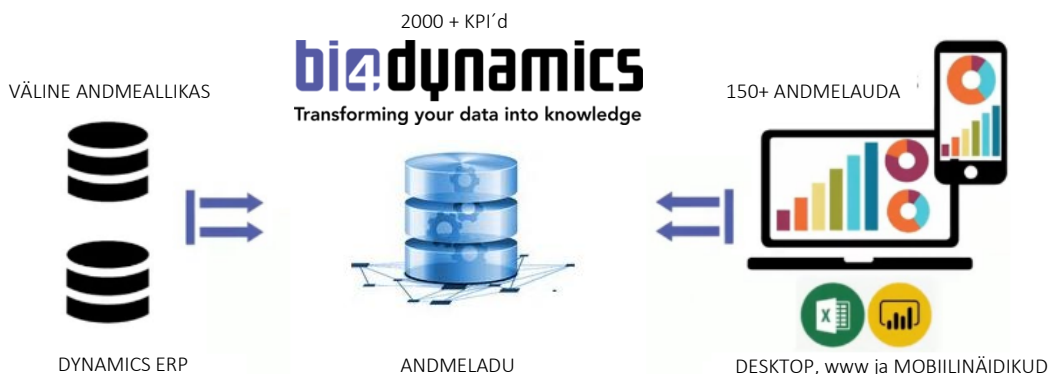 2000 + KPI´d
bi4dynamics
Transforming your data into knowledge
VÄLINE ANDMEALLIKAS
150+ ANDMELAUDA
DYNAMICS ERP
ANDMELADU
DESKTOP, www ja MOBIILINÄIDIKUD